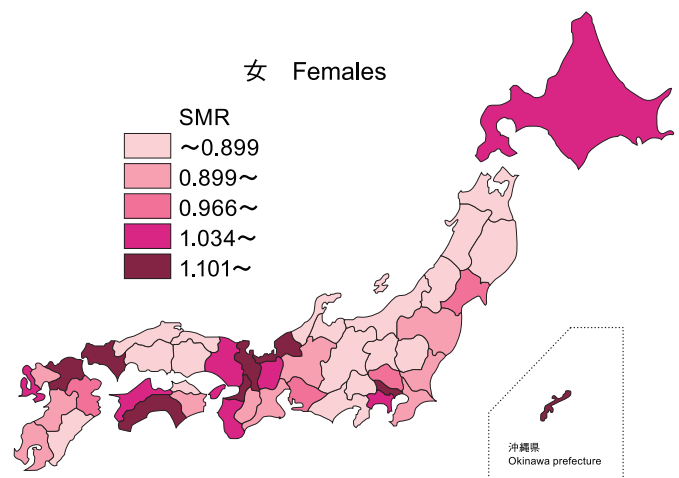 女 Females
SMR
〜0.899
0.899〜
0.966〜
1.034〜
1.101〜
沖縄県
Okinawa prefecture